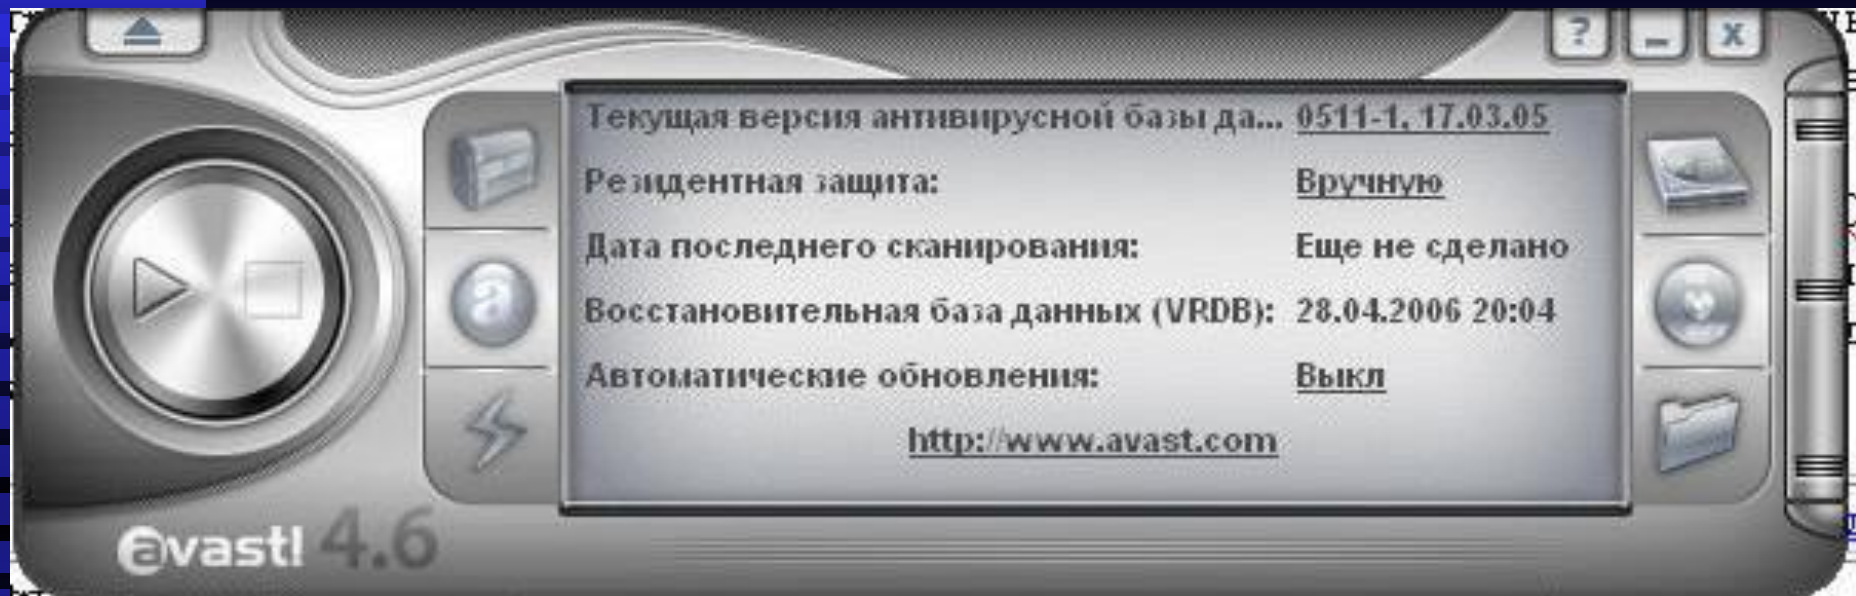 ?
x
Текущая версия антивирусной базы да... 0511-1, 17.03.05
Резидентная защита: Вручную
Дата последнего сканирования: Еще не сделано
Восстановительная база данных (VRDB): 28.04.2006 20:04
Автоматические обновления: Выкл
http://www.avast.com
avast! 4.6